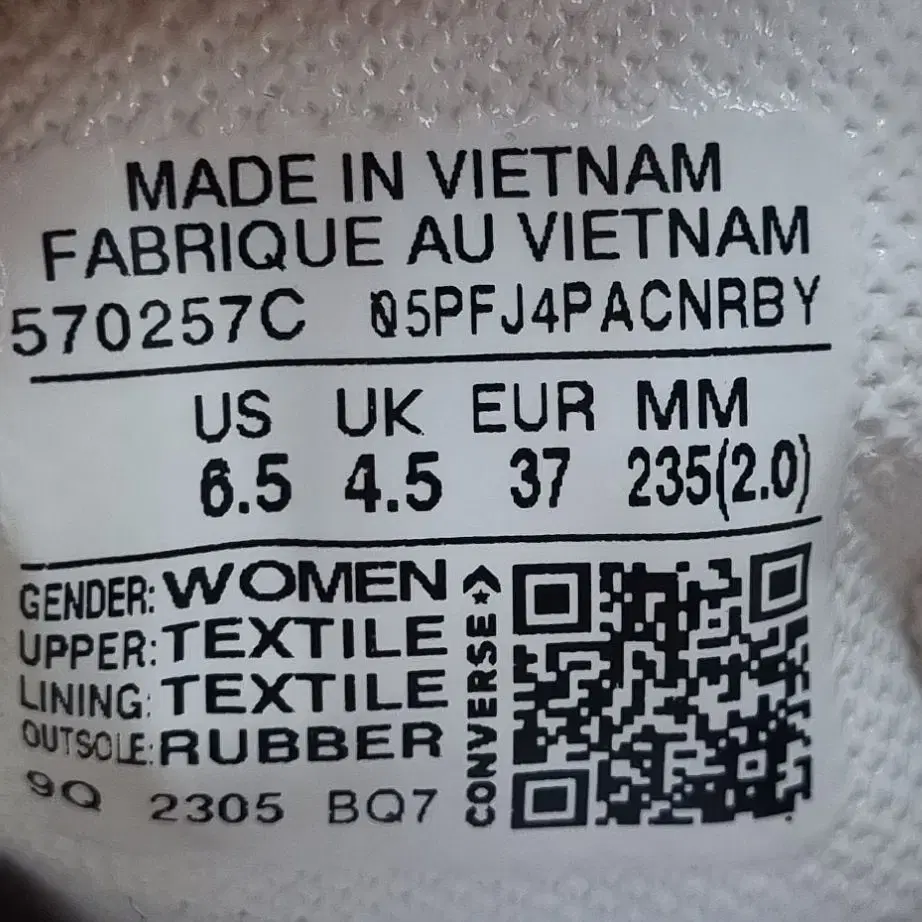 MADE IN VIETNAM
FABRIQUE AU VIETNAM
570257C 05PFJ4PACNRBY
US UK EUR MM
6.5 4.5 37 235(2.0)
GENDER: WOMEN
UPPER: TEXTILE
LINING: TEXTILE
OUTSOLE: RUBBER
9Q 2305 BQ7
CONVERSE